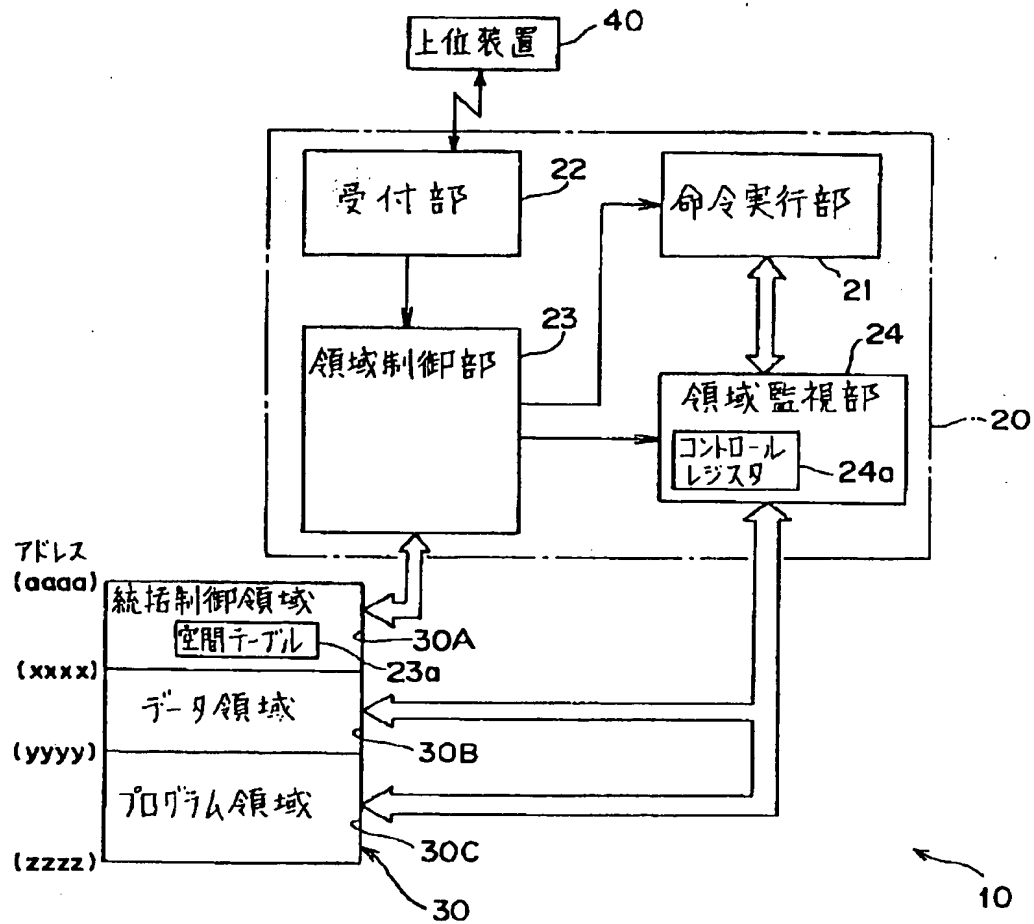 上位装置
40
受付部
22
命令実行部
21
領域制御部
23
24
領域監視部
コントロール
レジスタ
24a
20
アドレス
(aaaa)
統括制御領域
空間テーブル
30A
23a
(xxxx)
データ領域
30B
(yyyy)
プログラム領域
30C
(zzzz)
30
10